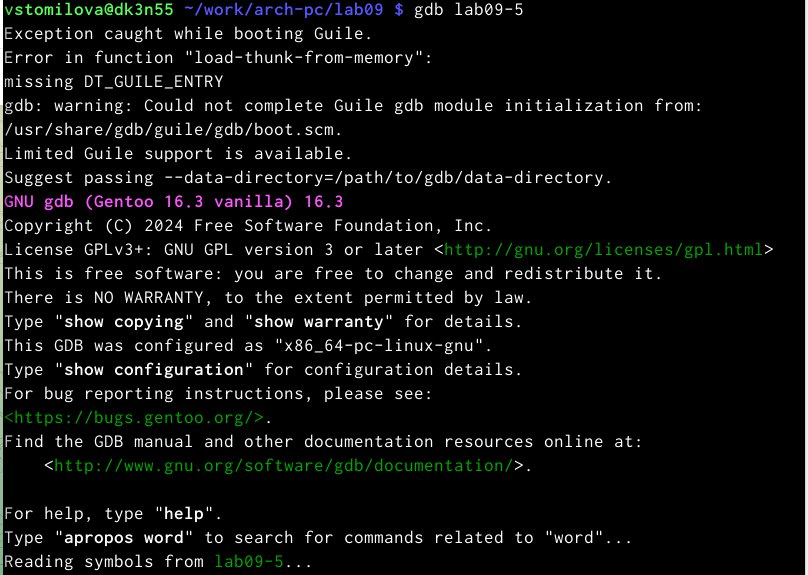 vstomilova@dk3n55 ~/work/arch-pc/lab09 $ gdb lab09-5
Exception caught while booting Guile.
Error in function "load-thunk-from-memory":
missing DT_GUILE_ENTRY
gdb: warning: Could not complete Guile gdb module initialization from:
/usr/share/gdb/guile/gdb/boot.scm.
Limited Guile support is available.
Suggest passing --data-directory=/path/to/gdb/data-directory.
GNU gdb (Gentoo 16.3 vanilla) 16.3
Copyright (C) 2024 Free Software Foundation, Inc.
License GPLv3+: GNU GPL version 3 or later <http://gnu.org/licenses/gpl.html>
This is free software: you are free to change and redistribute it.
There is NO WARRANTY, to the extent permitted by law.
Type "show copying" and "show warranty" for details.
This GDB was configured as "x86_64-pc-linux-gnu".
Type "show configuration" for configuration details.
For bug reporting instructions, please see:
<https://bugs.gentoo.org/>.
Find the GDB manual and other documentation resources online at:
    <http://www.gnu.org/software/gdb/documentation/>.

For help, type "help".
Type "apropos word" to search for commands related to "word"...
Reading symbols from lab09-5...